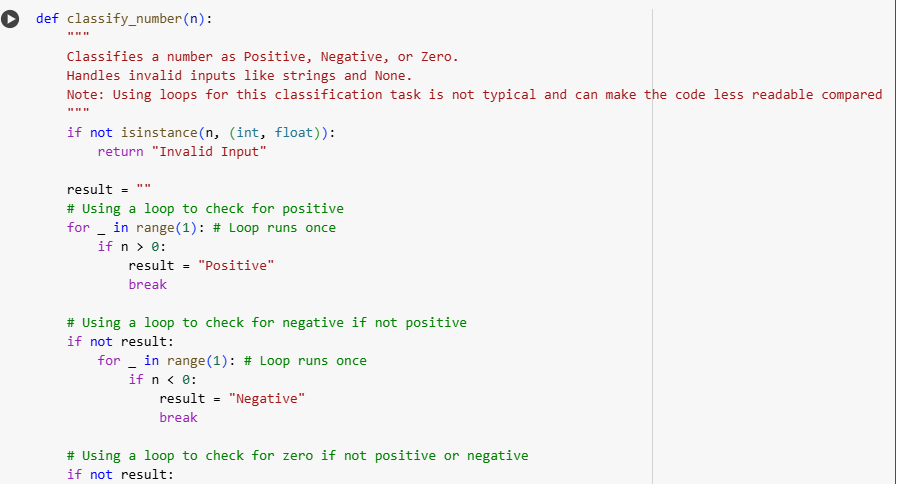 def classify_number(n):
    """
    Classifies a number as Positive, Negative, or Zero.
    Handles invalid inputs like strings and None.
    Note: Using loops for this classification task is not typical and can make the code less readable compared
    """
    if not isinstance(n, (int, float)):
        return "Invalid Input"

    result = ""
    # Using a loop to check for positive
    for _ in range(1): # Loop runs once
        if n > 0:
            result = "Positive"
            break

    # Using a loop to check for negative if not positive
    if not result:
        for _ in range(1): # Loop runs once
            if n < 0:
                result = "Negative"
                break

    # Using a loop to check for zero if not positive or negative
    if not result: